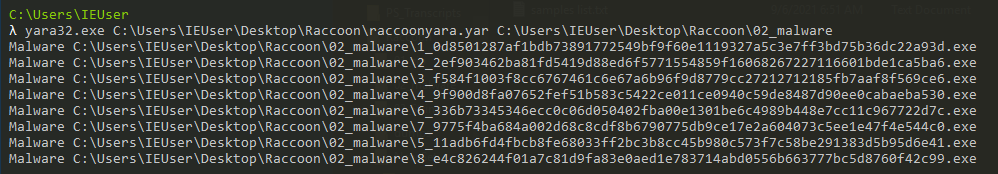 C:\Users\IEUser
λ yara32.exe C:\Users\IEUser\Desktop\Raccoon\raccoonyara.yar C:\Users\IEUser\Desktop\Raccoon\02_malware
Malware C:\Users\IEUser\Desktop\Raccoon\02_malware\1_0d8501287af1bdb73891772549bf9f60e1119327a5c3e7ff3bd75b36dc22a93d.exe
Malware C:\Users\IEUser\Desktop\Raccoon\02_malware\2_2ef903462ba81fd5419d88ed6f5771554859f16068267227116601bde1ca5ba6.exe
Malware C:\Users\IEUser\Desktop\Raccoon\02_malware\3_f584f1003f8cc6767461c6e67a6b96f9d8779cc27212712185fb7aaf8f569ce6.exe
Malware C:\Users\IEUser\Desktop\Raccoon\02_malware\4_9f900d8fa07652fef51b583c5422ce011ce0940c59de8487d90ee0cabaeba530.exe
Malware C:\Users\IEUser\Desktop\Raccoon\02_malware\6_336b73345346ecc0c06d050402fba00e1301be6c4989b448e7cc11c967722d7c.exe
Malware C:\Users\IEUser\Desktop\Raccoon\02_malware\7_9775f4ba684a002d68c8cdf8b6790775db9ce17e2a604073c5ee1e47f4e544c0.exe
Malware C:\Users\IEUser\Desktop\Raccoon\02_malware\5_11adb6fd4fbcb8fe68033ff2bc3b8cc45b980c573f7c58be291383d5b95d6e41.exe
Malware C:\Users\IEUser\Desktop\Raccoon\02_malware\8_e4c826244f01a7c81d9fa83e0aed1e783714abd0556b663777bc5d8760f42c99.exe